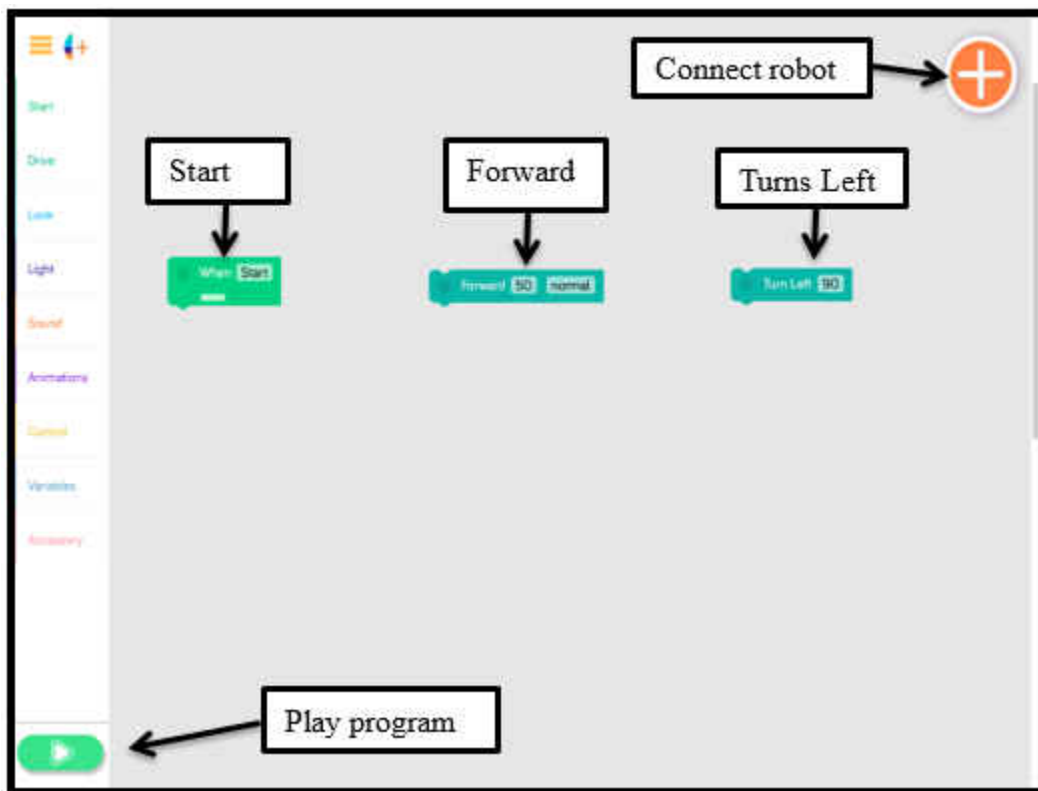 Connect robot
Start
Start
Forward
Turns Left
Drive
Look
Light
When Start
Forward 50 normal
Turn Left 90
Sound
Animations
Control
Variables
Accessory
Play program